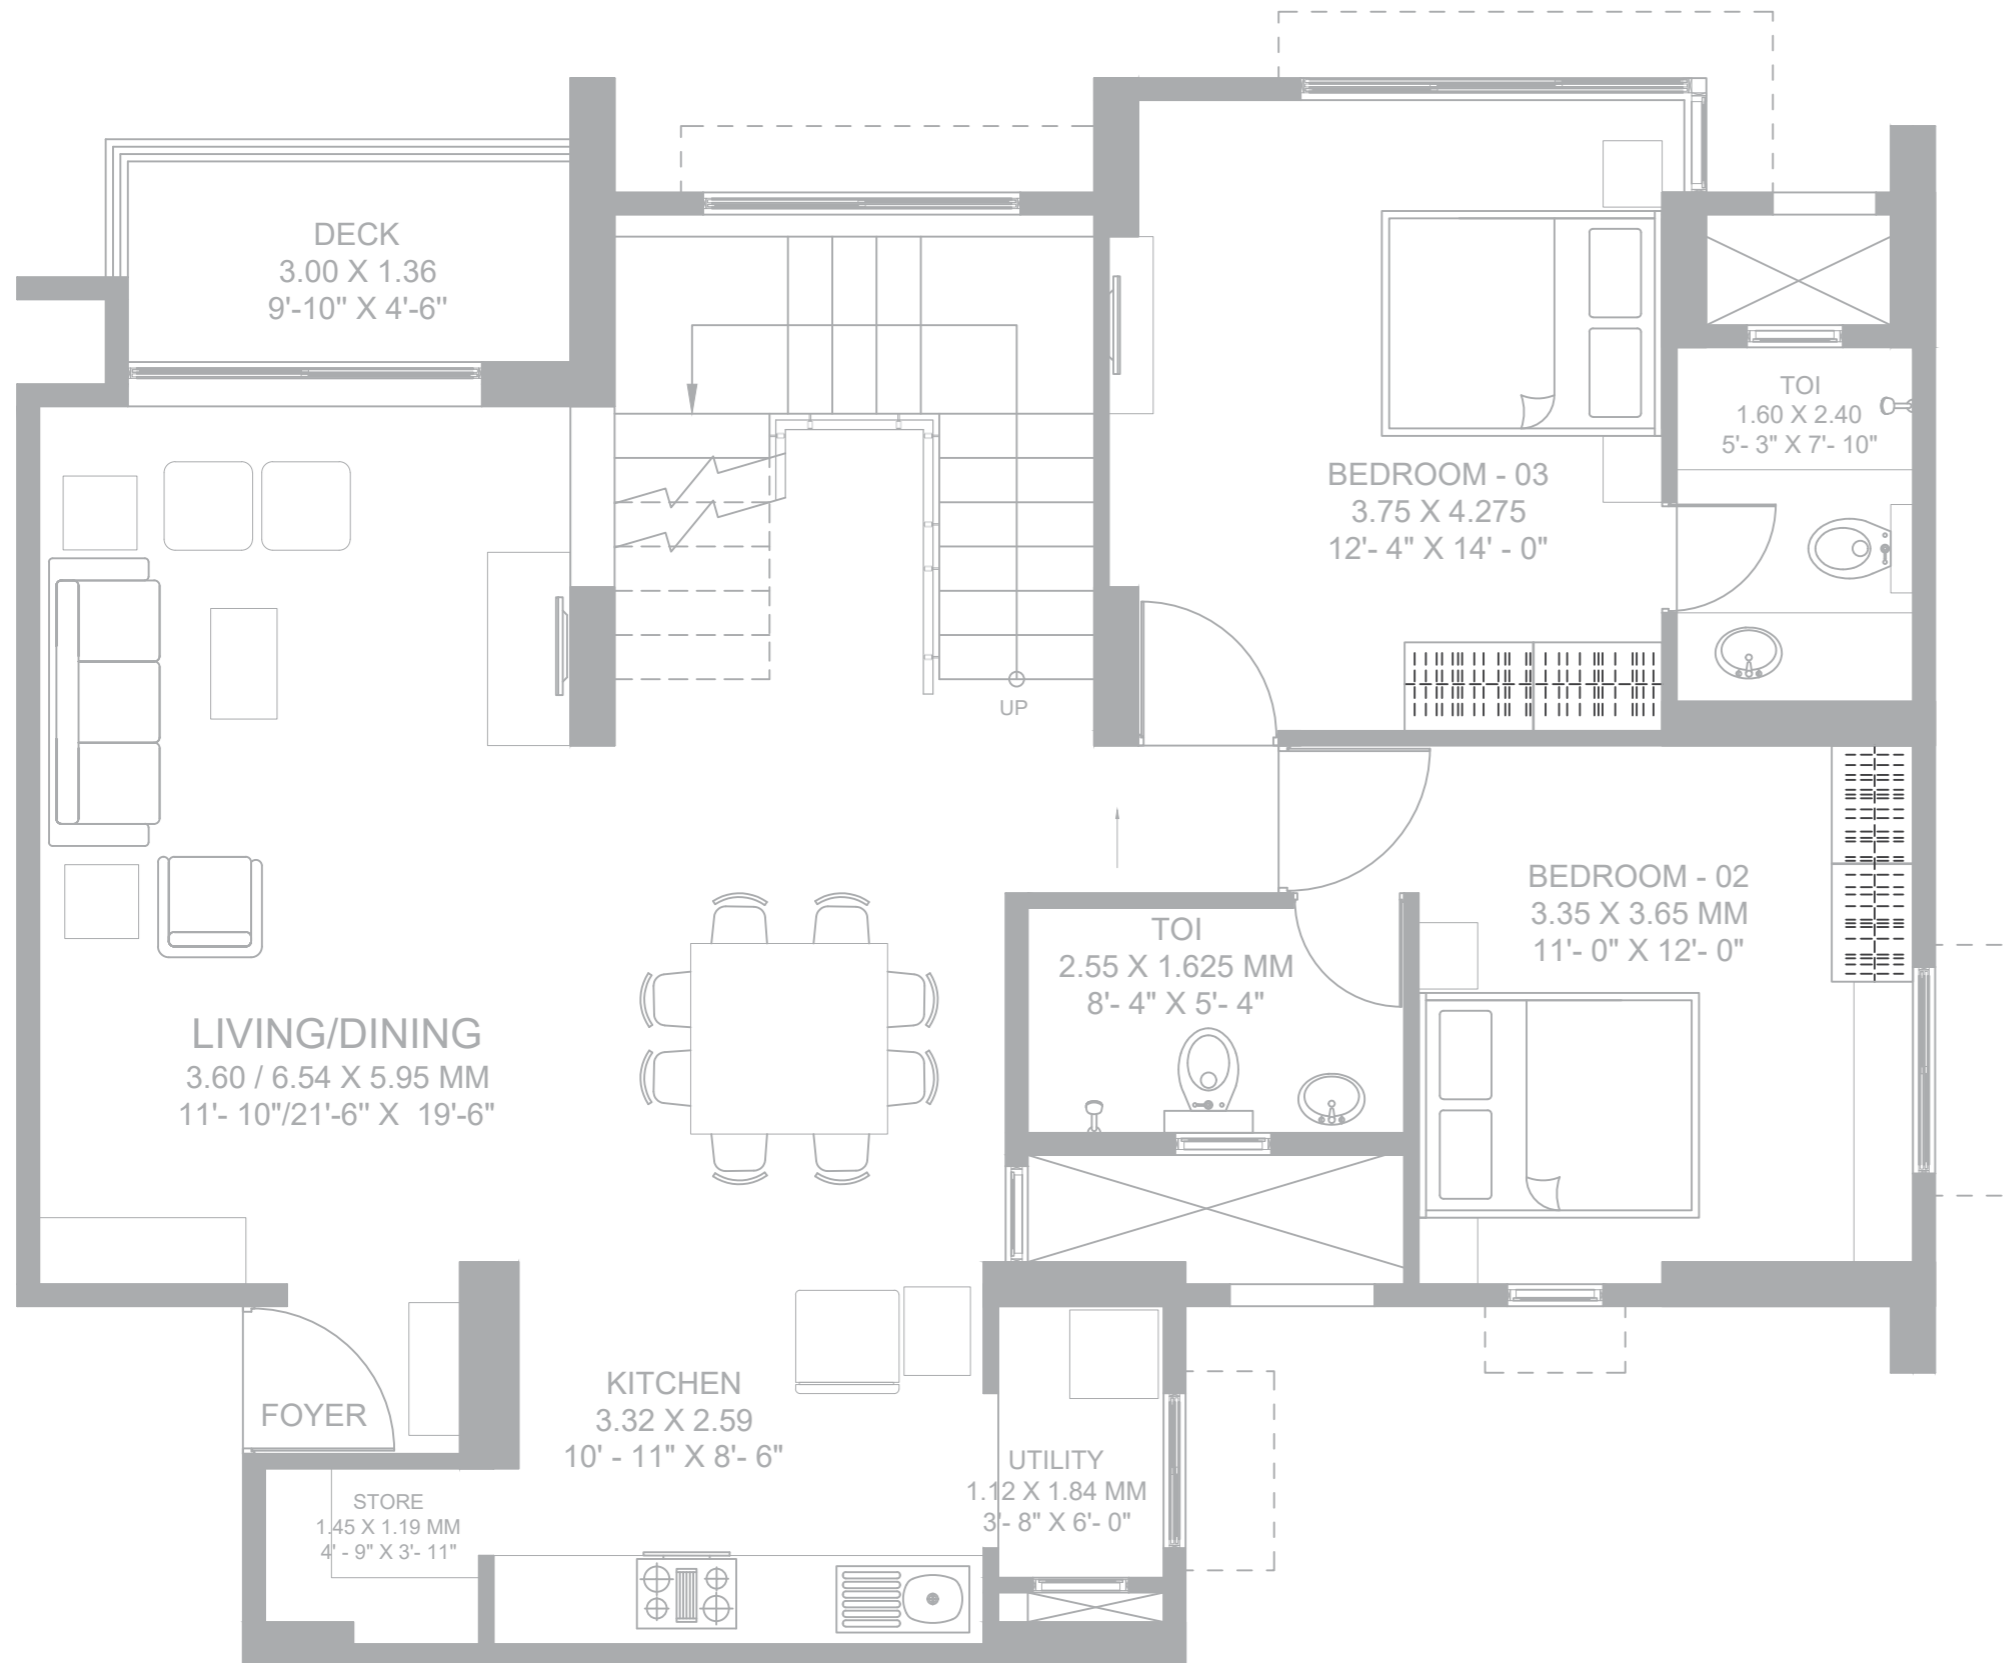 DECK
3.00 X 1.36
9'-10" X 4'-6"
TOI
1.60 X 2.40
5'- 3" X 7'- 10"
BEDROOM - 03
3.75 X 4.275
12'- 4" X 14' - 0"
UP
BEDROOM - 02
3.35 X 3.65 MM
11'- 0" X 12'- 0"
TOI
2.55 X 1.625 MM
8'- 4" X 5'- 4"
LIVING/DINING
3.60 / 6.54 X 5.95 MM
11'- 10"/21'-6" X 19'-6"
KITCHEN
3.32 X 2.59
10' - 11" X 8'- 6"
FOYER
UTILITY
1.12 X 1.84 MM
3'- 8" X 6'- 0"
STORE
1.45 X 1.19 MM
4' - 9" X 3'- 11"